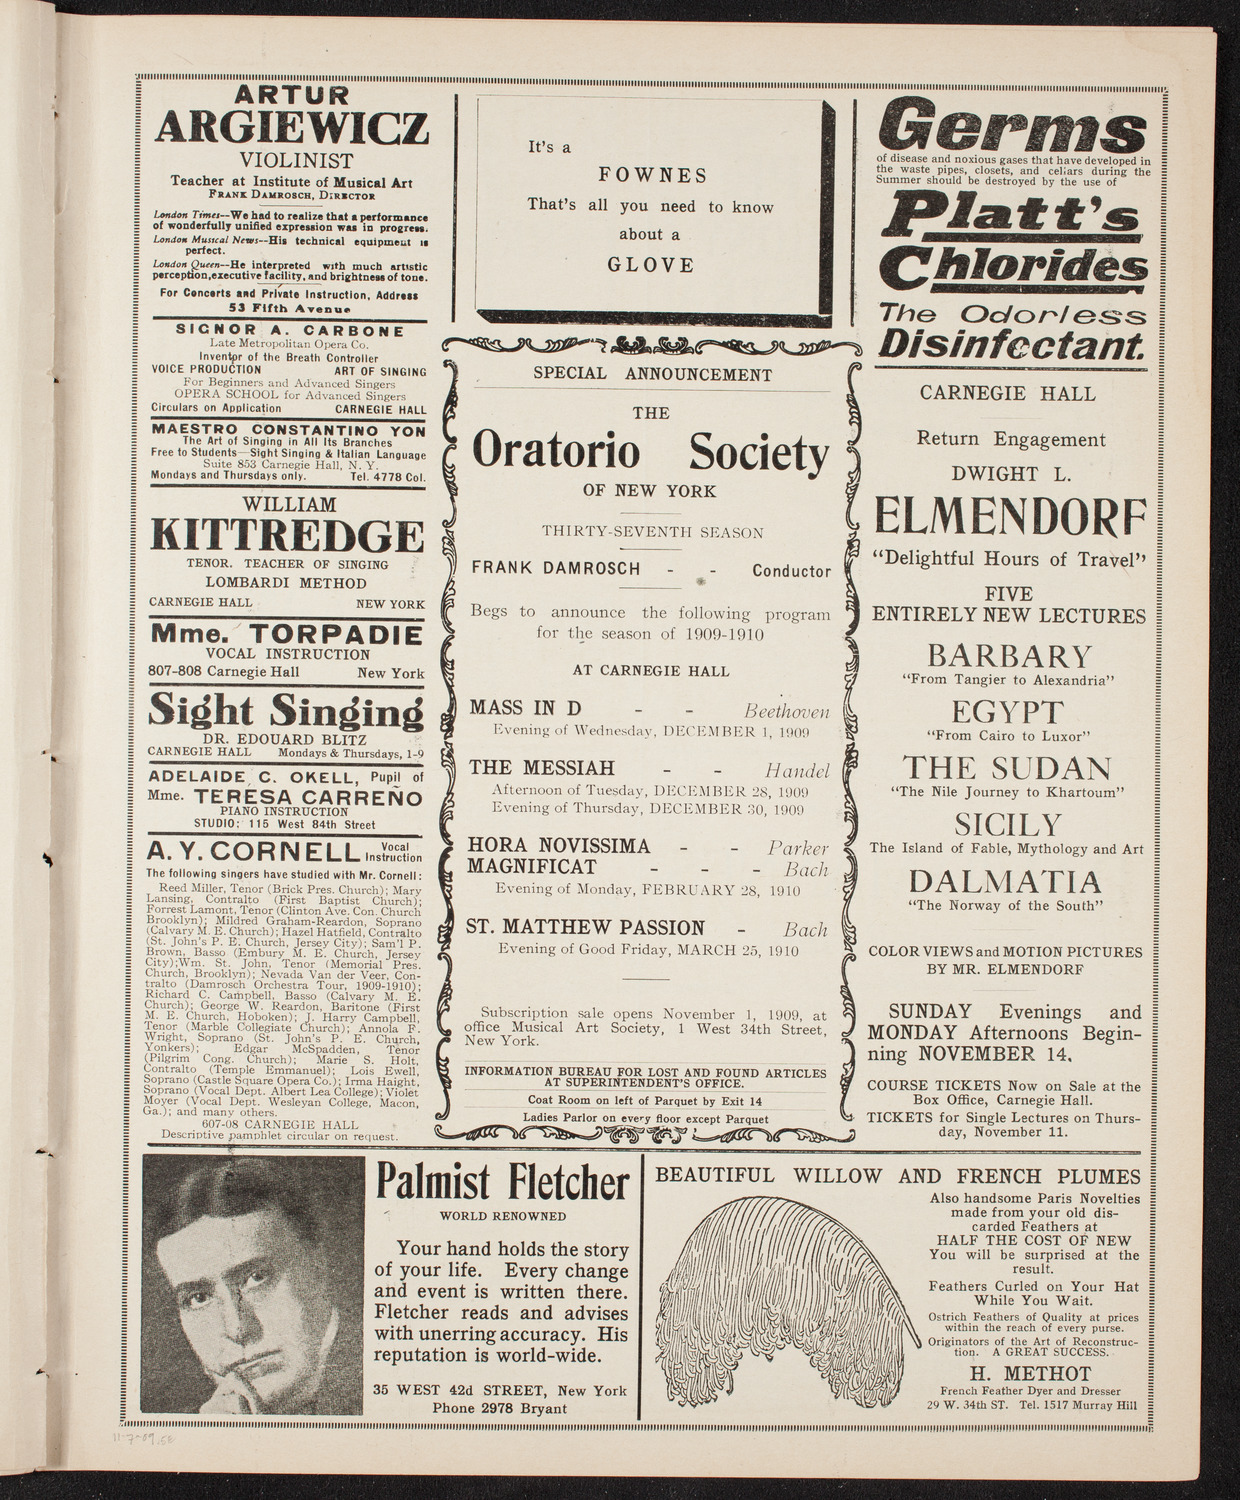 ARTUR
ARGIEWICZ
VIOLINIST
Teacher at Institute of Musical Art
FRANK DAMROSCH, DIRECTOR
London Times--We had to realize that a performance
of wonderfully unified expression was in progress.
London Musical News--His technical equipment is
perfect.
London Queen--He interpreted with much artistic
perception,executive facility, and brightness of tone.
For Concerts and Private Instruction, Address
53 Fifth Avenue
SIGNOR A. CARBONE
Late Metropolitan Opera Co.
Inventor of the Breath Controller
VOICE PRODUCTION ART OF SINGING
For Beginners and Advanced Singers
OPERA SCHOOL for Advanced Singers
Circulars on Application CARNEGIE HALL
MAESTRO CONSTANTINO YON
The Art of Singing in All Its Branches
Free to Students—Sight Singing & Italian Language
Suite 853 Carnegie Hall, N. Y.
Mondays and Thursdays only. Tel. 4778 Col.
WILLIAM
KITTREDGE
TENOR. TEACHER OF SINGING
LOMBARDI METHOD
CARNEGIE HALL NEW YORK
Mme. TORPADIE
VOCAL INSTRUCTION
807-808 Carnegie Hall New York
Sight Singing
DR. EDOUARD BLITZ
CARNEGIE HALL Mondays & Thursdays, 1-9
ADELAIDE C. OKELL, Pupil of
Mme. TERESA CARREÑO
PIANO INSTRUCTION
STUDIO: 115 West 84th Street
A. Y. CORNELL Vocal Instruction
The following singers have studied with Mr. Cornell:
Reed Miller, Tenor (Brick Pres. Church); Mary
Lansing, Contralto (First Baptist Church);
Forrest Lamont, Tenor (Clinton Ave. Con. Church
Brooklyn); Mildred Graham-Reardon, Soprano
(Calvary M. E. Church); Hazel Hatfield, Contralto
(St. John's P. E. Church, Jersey City); Sam'l P.
Brown, Basso (Embury M. E. Church, Jersey
City);Wm. St. John, Tenor (Memorial Pres.
Church, Brooklyn); Nevada Van der Veer, Con-
tralto (Damrosch Orchestra Tour, 1909-1910);
Richard C. Campbell, Basso (Calvary M. E.
Church); George W. Reardon, Baritone (First
M. E. Church, Hoboken); J. Harry Campbell,
Tenor (Marble Collegiate Church); Annola F.
Wright, Soprano (St. John's P. E. Church,
Yonkers); Edgar McSpadden, Tenor
(Pilgrim Cong. Church); Marie S. Holt,
Contralto (Temple Emmanuel); Lois Ewell,
Soprano (Castle Square Opera Co.); Irma Haight,
Soprano (Vocal Dept. Albert Lea College); Violet
Moyer (Vocal Dept. Wesleyan College, Macon,
Ga.); and many others.
607-08 CARNEGIE HALL
Descriptive pamphlet circular on request.
It's a
FOWNES
That's all you need to know
about a
GLOVE
SPECIAL ANNOUNCEMENT
THE
Oratorio Society
OF NEW YORK
THIRTY-SEVENTH SEASON
FRANK DAMROSCH - - Conductor
Begs to announce the following program
for the season of 1909-1910
AT CARNEGIE HALL
MASS IN D - - Beethoven
Evening of Wednesday, DECEMBER 1, 1909
THE MESSIAH - - Handel
Afternoon of Tuesday, DECEMBER 28, 1909
Evening of Thursday, DECEMBER 30, 1909
HORA NOVISSIMA - - Parker
MAGNIFICAT - - - Bach
Evening of Monday, FEBRUARY 28, 1910
ST. MATTHEW PASSION - Bach
Evening of Good Friday, MARCH 25, 1910
Subscription sale opens November 1, 1909, at
office Musical Art Society, 1 West 34th Street,
New York.
INFORMATION BUREAU FOR LOST AND FOUND ARTICLES
AT SUPERINTENDENT'S OFFICE.
Coat Room on left of Parquet by Exit 14
Ladies Parlor on every floor except Parquet
Germs
of disease and noxious gases that have developed in
the waste pipes, closets, and cellars during the
Summer should be destroyed by the use of
Platt's
Chlorides
The Odorless
Disinfectant.
CARNEGIE HALL
Return Engagement
DWIGHT L.
ELMENDORF
"Delightful Hours of Travel"
FIVE
ENTIRELY NEW LECTURES
BARBARY
"From Tangier to Alexandria"
EGYPT
"From Cairo to Luxor"
THE SUDAN
"The Nile Journey to Khartoum"
SICILY
The Island of Fable, Mythology and Art
DALMATIA
"The Norway of the South"
COLOR VIEWS and MOTION PICTURES
BY MR. ELMENDORF
SUNDAY Evenings and
MONDAY Afternoons Begin-
ning NOVEMBER 14.
COURSE TICKETS Now on Sale at the
Box Office, Carnegie Hall.
TICKETS for Single Lectures on Thurs-
day, November 11.
Palmist Fletcher
WORLD RENOWNED
Your hand holds the story
of your life. Every change
and event is written there.
Fletcher reads and advises
with unerring accuracy. His
reputation is world-wide.
35 WEST 42d STREET, New York
Phone 2978 Bryant
BEAUTIFUL WILLOW AND FRENCH PLUMES
Also handsome Paris Novelties
made from your old dis-
carded Feathers at
HALF THE COST OF NEW
You will be surprised at the
result.
Feathers Curled on Your Hat
While You Wait.
Ostrich Feathers of Quality at prices
within the reach of every purse.
Originators of the Art of Reconstruc-
tion. A GREAT SUCCESS.
H. METHOT
French Feather Dyer and Dresser
29 W. 34th ST. Tel. 1517 Murray Hill